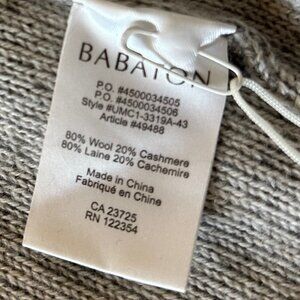 BABATON
P.O. #4500034505
P.O. #4500034506
Style #UMC1-3319A-43
Article #49488
80% Wool 20% Cashmere
80% Laine 20% Cachemire
Made in China
Fabriqué en Chine
CA 23725
RN 122354